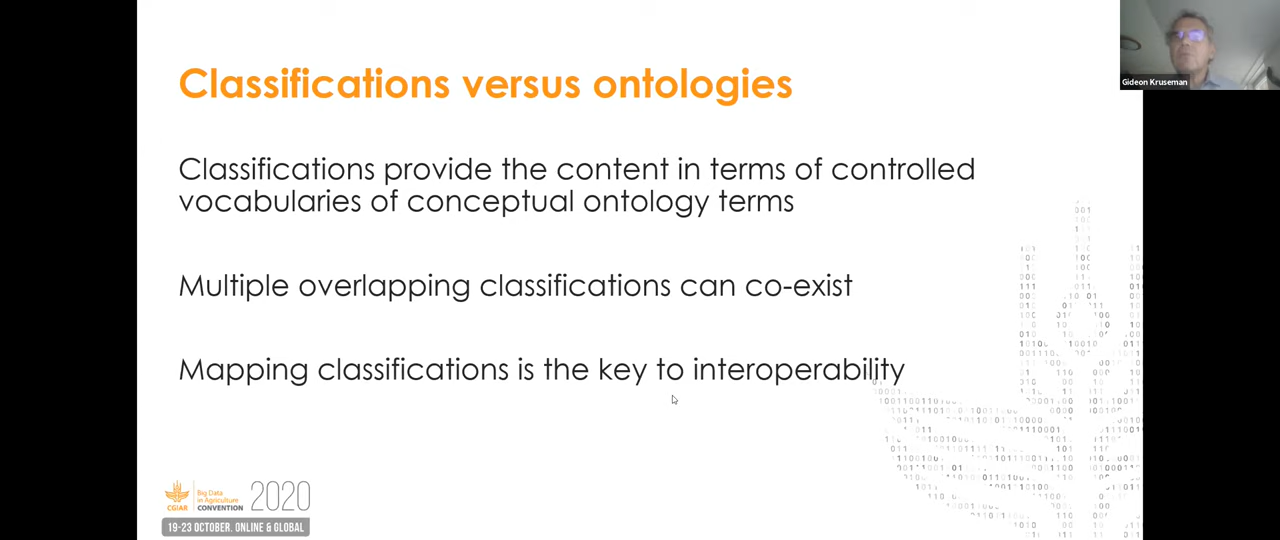 Classifications versus ontologies
Gideon Kruseman
Classifications provide the content in terms of controlled
vocabularies of conceptual ontology terms
Multiple overlapping classifications can co-exist
Mapping classifications is the key to interoperability
CGIAR
Big Data
in Agriculture
CONVENTION
2020
19-23 OCTOBER. ONLINE & GLOBAL